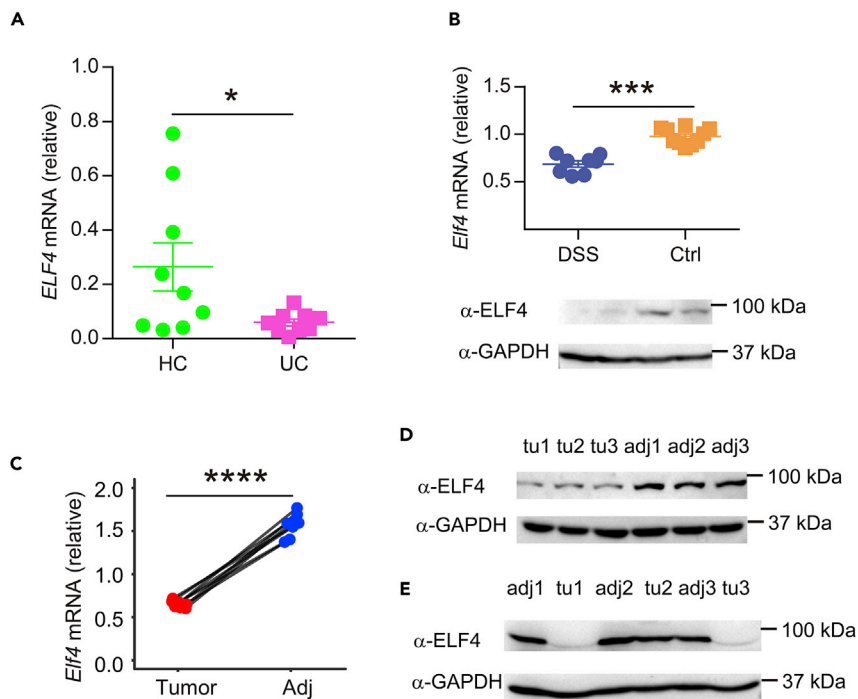 A
1.0
0.8
0.6
0.4
0.2
0.0
ELF4 mRNA (relative)
*
HC UC
B
1.5
1.0
0.5
Elf4 mRNA (relative)
***
DSS Ctrl
α-ELF4 100 kDa
α-GAPDH 37 kDa
C
2.0
1.5
1.0
0.5
0.0
Elf4 mRNA (relative)
****
Tumor Adj
D
tu1 tu2 tu3 adj1 adj2 adj3
α-ELF4 100 kDa
α-GAPDH 37 kDa
E
adj1 tu1 adj2 tu2 adj3 tu3
α-ELF4 100 kDa
α-GAPDH 37 kDa